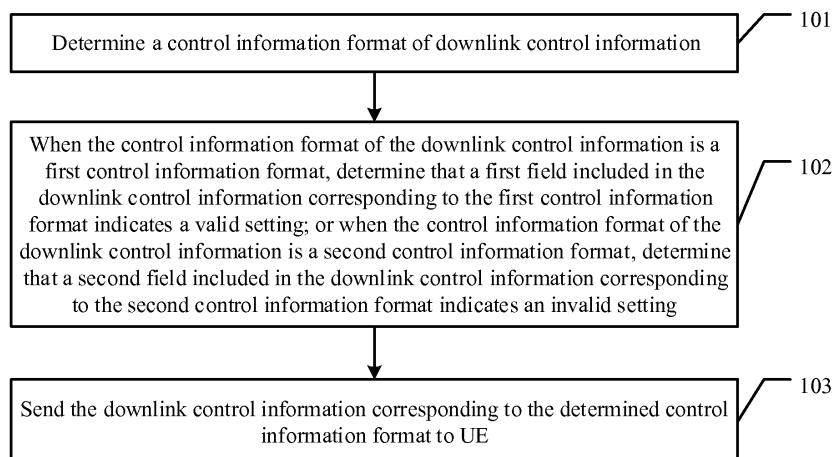 101
Determine a control information format of downlink control information
When the control information format of the downlink control information is a
first control information format, determine that a first field included in the
downlink control information corresponding to the first control information
format indicates a valid setting; or when the control information format of the
downlink control information is a second control information format, determine
that a second field included in the downlink control information corresponding
to the second control information format indicates an invalid setting
102
Send the downlink control information corresponding to the determined control
information format to UE
103